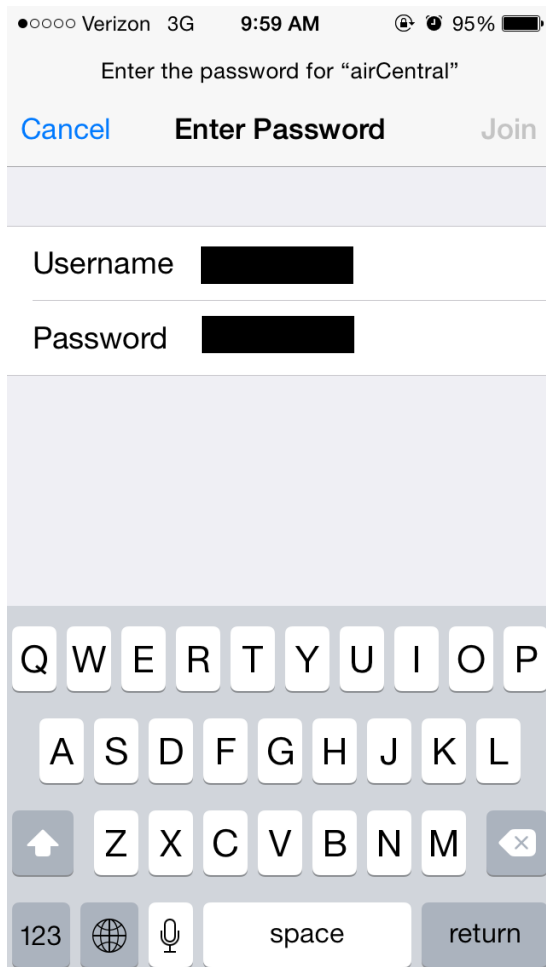 Verizon 3G 9:59 AM 95%
Enter the password for “airCentral”
Cancel Enter Password Join
Username
Password
Q W E R T Y U I O P
A S D F G H J K L
Z X C V B N M
123 space return